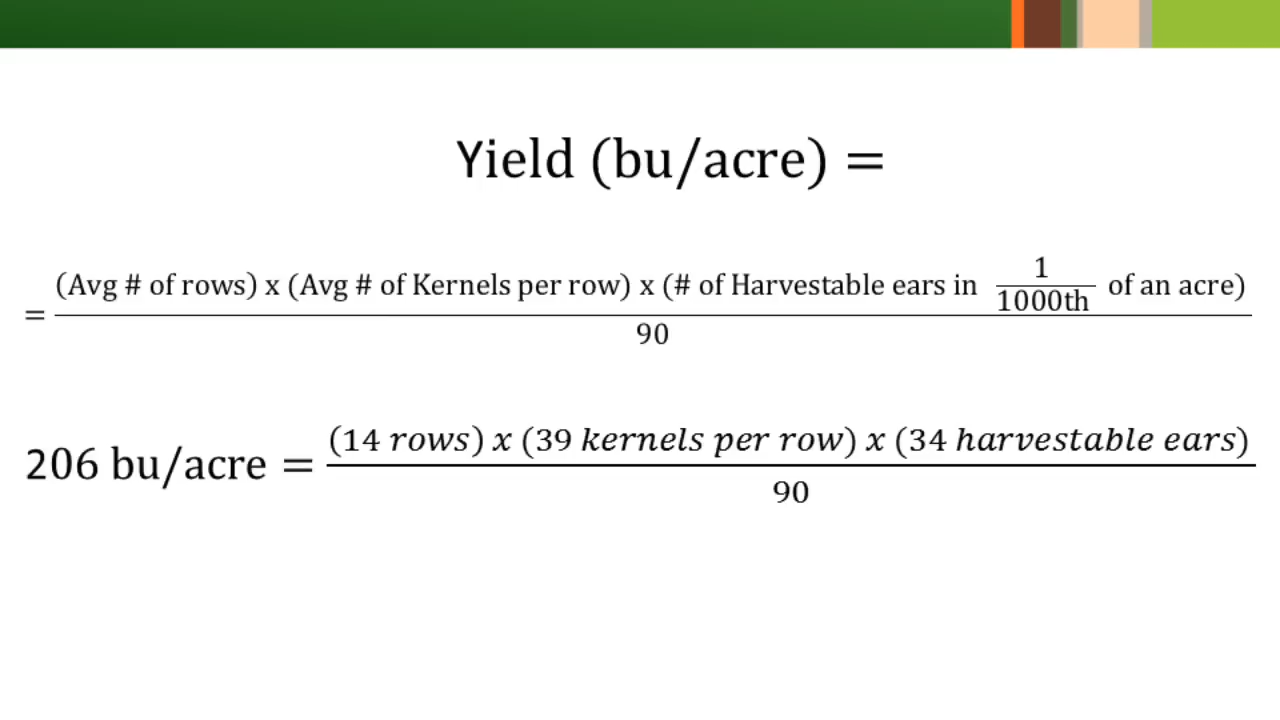 Yield (bu/acre) =
= (Avg # of rows) x (Avg # of Kernels per row) x (# of Harvestable ears in 1/1000th of an acre)
90
206 bu/acre = (14 rows) x (39 kernels per row) x (34 harvestable ears)
90